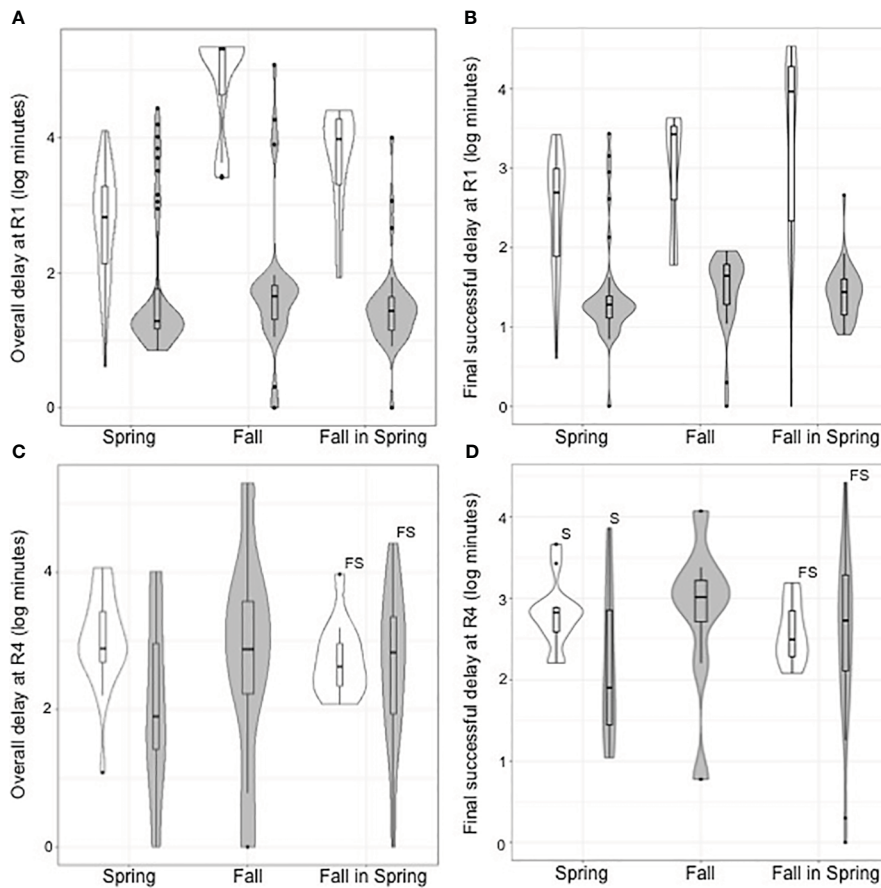 A
Overall delay at R1 (log minutes)
4
2
0
Spring Fall Fall in Spring
B
Final successful delay at R1 (log minutes)
4
3
2
1
0
Spring Fall Fall in Spring
C
Overall delay at R4 (log minutes)
4
2
0
FS FS
Spring Fall Fall in Spring
D
Final successful delay at R4 (log minutes)
4
3
2
1
0
S S FS FS
Spring Fall Fall in Spring